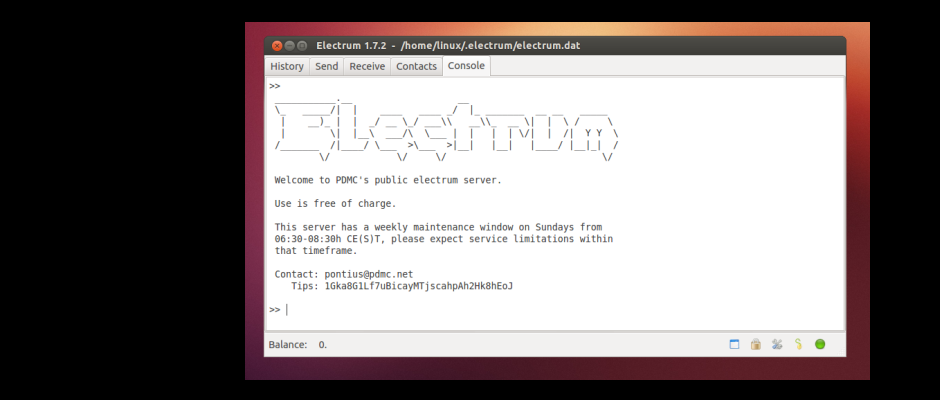 Electrum 1.7.2 - /home/linux/.electrum/electrum.dat
History Send Receive Contacts Console
>>
Electrum
Welcome to PDMC's public electrum server.
Use is free of charge.
This server has a weekly maintenance window on Sundays from
06:30-08:30h CE(S)T, please expect service limitations within
that timeframe.
Contact: pontius@pdmc.net
Tips: 1Gka8G1Lf7uBicayMTjscahpAh2Hk8hEoJ
>>
Balance: 0.